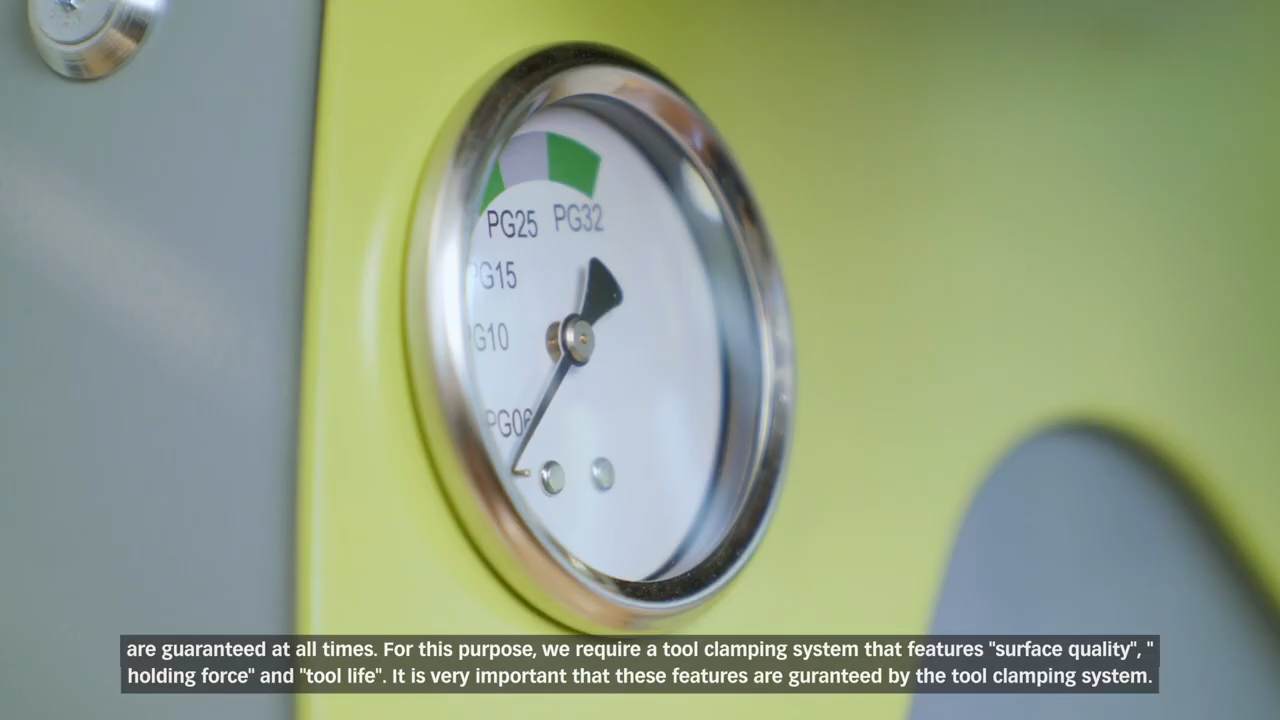 PG25 PG32
PG15
PG10
PG06
are guaranteed at all times. For this purpose, we require a tool clamping system that features "surface quality", "
holding force" and "tool life". It is very important that these features are guranteed by the tool clamping system.